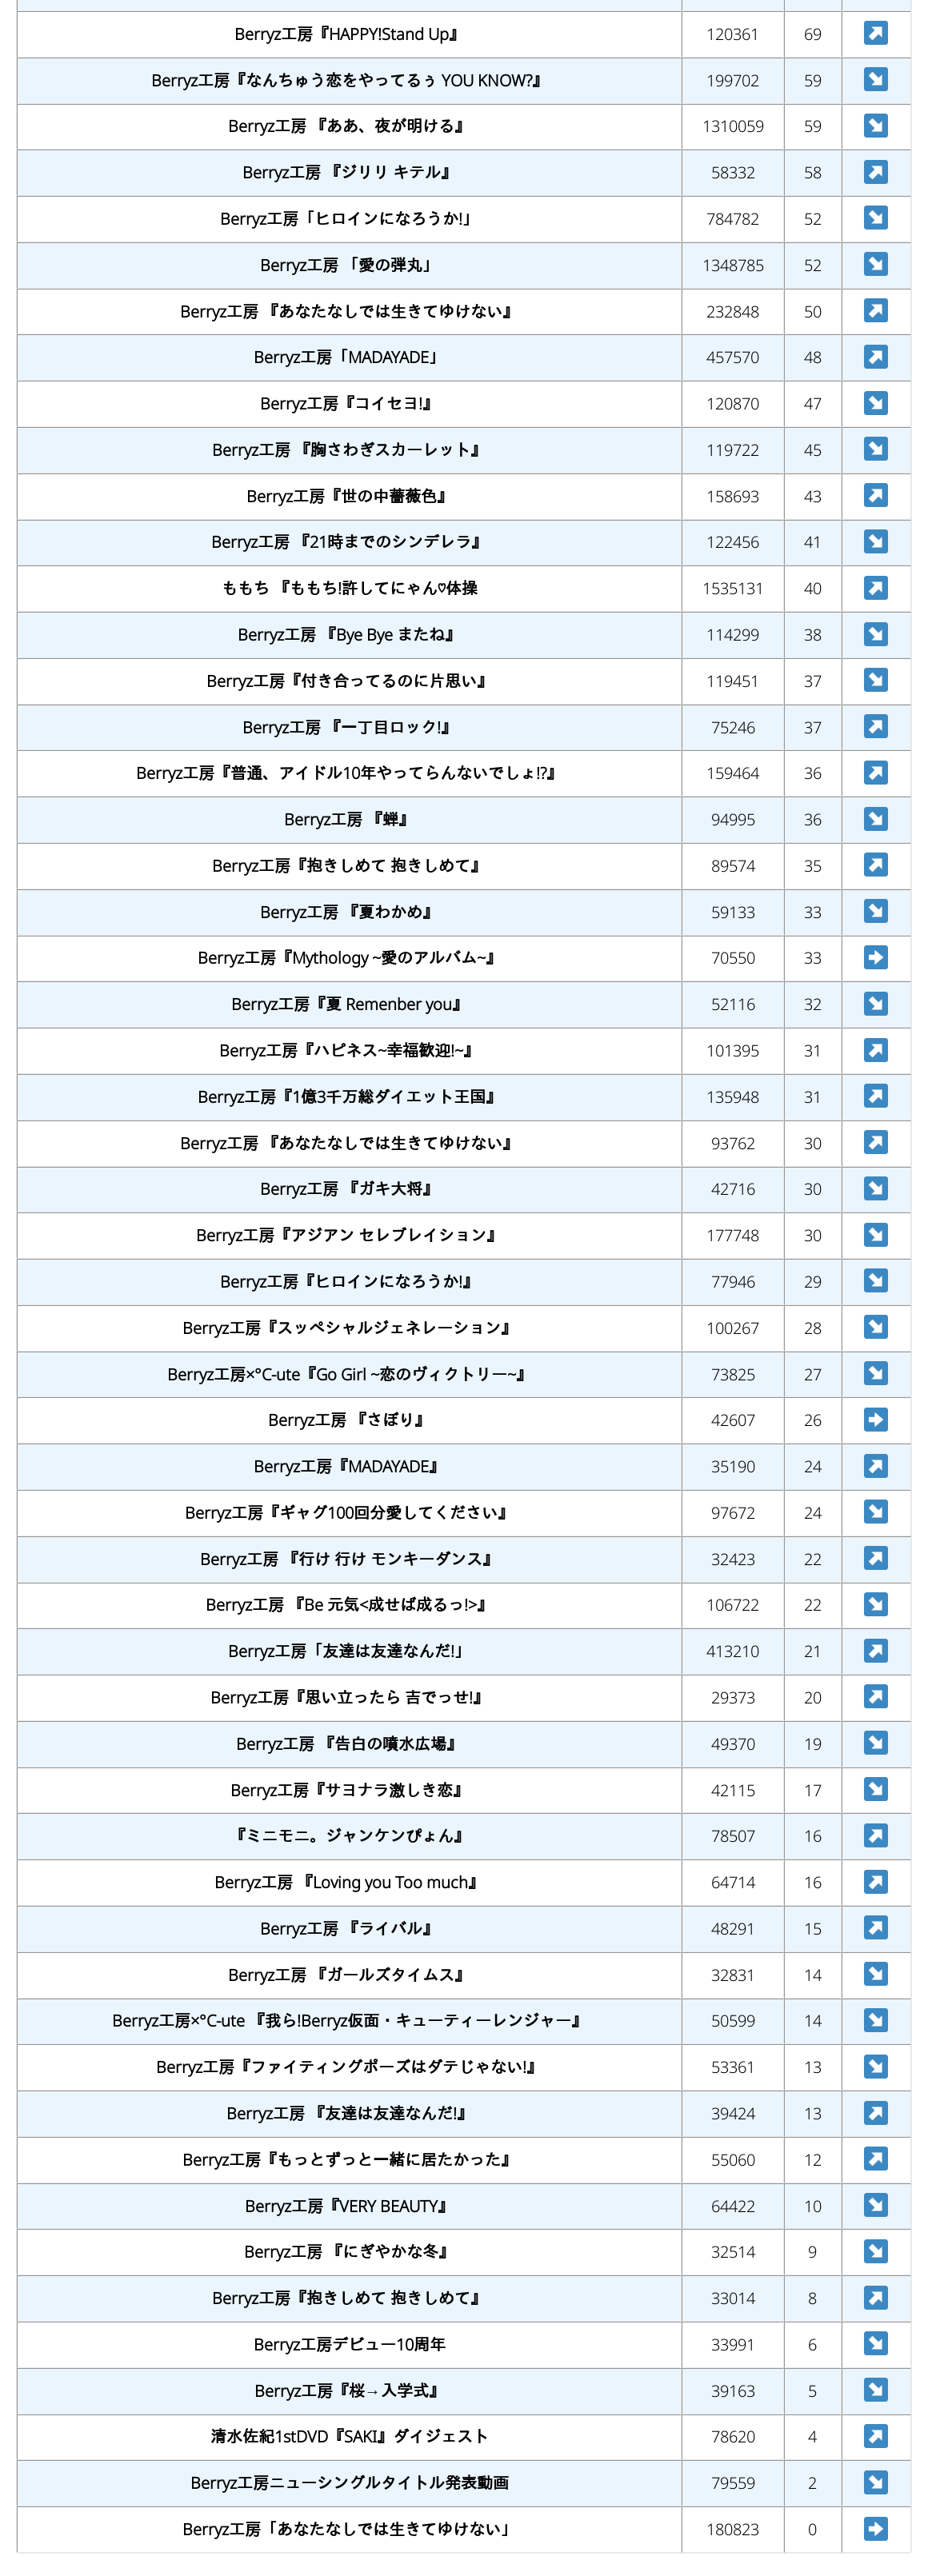 Berryz工房『HAPPY!Stand Up』 120361 69 ↗
Berryz工房『なんちゅう恋をやってるぅ YOU KNOW?』 199702 59 ↘
Berryz工房 『ああ、夜が明ける』 1310059 59 ↘
Berryz工房 『ジリリ キテル』 58332 58 ↗
Berryz工房「ヒロインになろうか!」 784782 52 ↘
Berryz工房 「愛の弾丸」 1348785 52 ↘
Berryz工房 『あなたなしでは生きてゆけない』 232848 50 ↗
Berryz工房「MADAYADE」 457570 48 ↗
Berryz工房『コイセヨ!』 120870 47 ↘
Berryz工房 『胸さわぎスカーレット』 119722 45 ↘
Berryz工房『世の中薔薇色』 158693 43 ↗
Berryz工房 『21時までのシンデレラ』 122456 41 ↘
ももち 『ももち!許してにゃん♡体操 1535131 40 ↗
Berryz工房 『Bye Bye またね』 114299 38 ↘
Berryz工房『付き合ってるのに片思い』 119451 37 ↘
Berryz工房 『一丁目ロック!』 75246 37 ↗
Berryz工房『普通、アイドル10年やってらんないでしょ!?』 159464 36 ↗
Berryz工房 『蝉』 94995 36 ↘
Berryz工房『抱きしめて 抱きしめて』 89574 35 ↗
Berryz工房 『夏わかめ』 59133 33 ↘
Berryz工房『Mythology ~愛のアルバム~』 70550 33 →
Berryz工房『夏 Remenber you』 52116 32 ↘
Berryz工房『ハピネス~幸福歓迎!~』 101395 31 ↗
Berryz工房『1億3千万総ダイエット王国』 135948 31 ↗
Berryz工房 『あなたなしでは生きてゆけない』 93762 30 ↗
Berryz工房 『ガキ大将』 42716 30 ↘
Berryz工房『アジアン セレブレイション』 177748 30 ↘
Berryz工房『ヒロインになろうか!』 77946 29 ↘
Berryz工房『スッペシャルジェネレーション』 100267 28 ↘
Berryz工房×°C-ute『Go Girl ~恋のヴィクトリー~』 73825 27 ↘
Berryz工房 『さぼり』 42607 26 →
Berryz工房『MADAYADE』 35190 24 ↗
Berryz工房『ギャグ100回分愛してください』 97672 24 ↘
Berryz工房 『行け 行け モンキーダンス』 32423 22 ↗
Berryz工房 『Be 元気<成せば成るっ!>』 106722 22 ↘
Berryz工房「友達は友達なんだ!」 413210 21 ↗
Berryz工房『思い立ったら 吉でっせ!』 29373 20 ↗
Berryz工房 『告白の噴水広場』 49370 19 ↘
Berryz工房『サヨナラ激しき恋』 42115 17 ↘
『ミニモニ。ジャンケンぴょん』 78507 16 ↗
Berryz工房 『Loving you Too much』 64714 16 ↗
Berryz工房 『ライバル』 48291 15 ↗
Berryz工房 『ガールズタイムス』 32831 14 ↘
Berryz工房×°C-ute 『我ら!Berryz仮面・キューティーレンジャー』 50599 14 ↘
Berryz工房『ファイティングポーズはダテじゃない!』 53361 13 ↘
Berryz工房 『友達は友達なんだ!』 39424 13 ↗
Berryz工房『もっとずっと一緒に居たかった』 55060 12 ↗
Berryz工房『VERY BEAUTY』 64422 10 ↘
Berryz工房 『にぎやかな冬』 32514 9 ↘
Berryz工房『抱きしめて 抱きしめて』 33014 8 ↗
Berryz工房デビュー10周年 33991 6 ↘
Berryz工房『桜→入学式』 39163 5 ↘
清水佐紀1stDVD『SAKI』ダイジェスト 78620 4 ↗
Berryz工房ニューシングルタイトル発表動画 79559 2 ↘
Berryz工房「あなたなしでは生きてゆけない」 180823 0 →